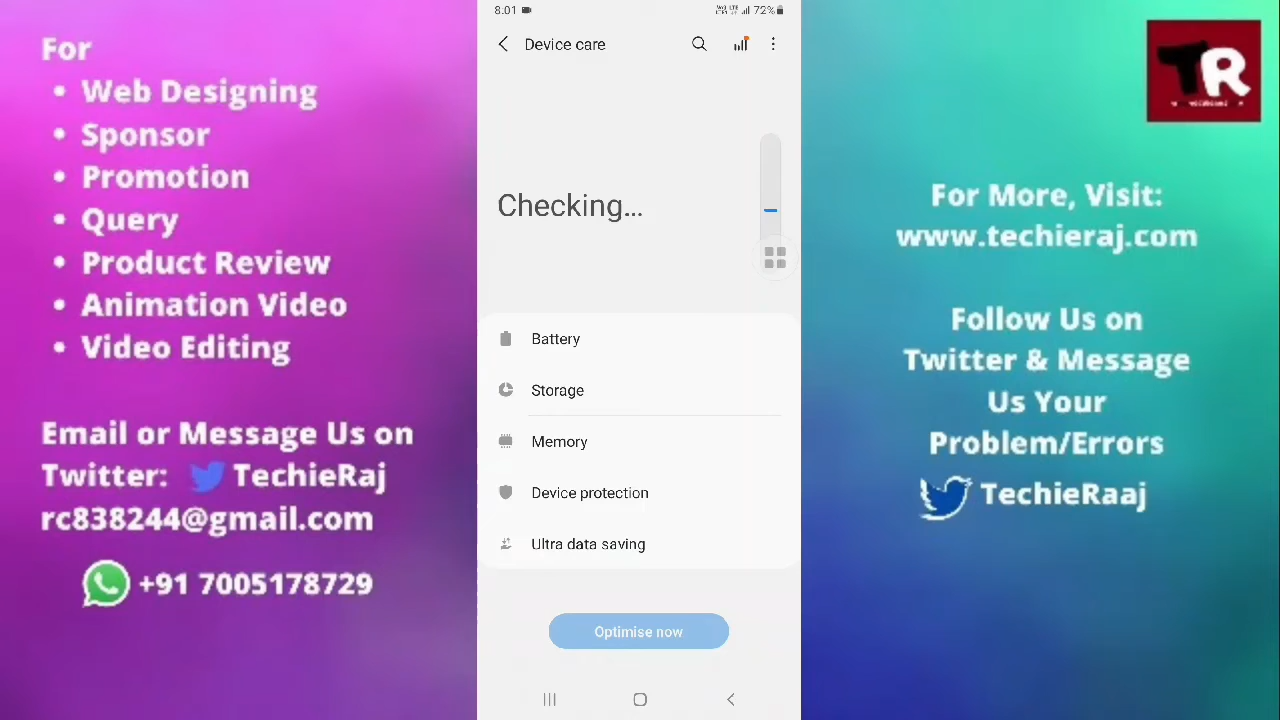 For
• Web Designing
• Sponsor
• Promotion
• Query
• Product Review
• Animation Video
• Video Editing
Email or Message Us on
Twitter: TechieRaj
rc838244@gmail.com
+91 7005178729
8:01
72%
Device care
Checking...
Battery
Storage
Memory
Device protection
Ultra data saving
Optimise now
TR
For More, Visit:
www.techieraj.com
Follow Us on
Twitter & Message
Us Your
Problem/Errors
TechieRaaj